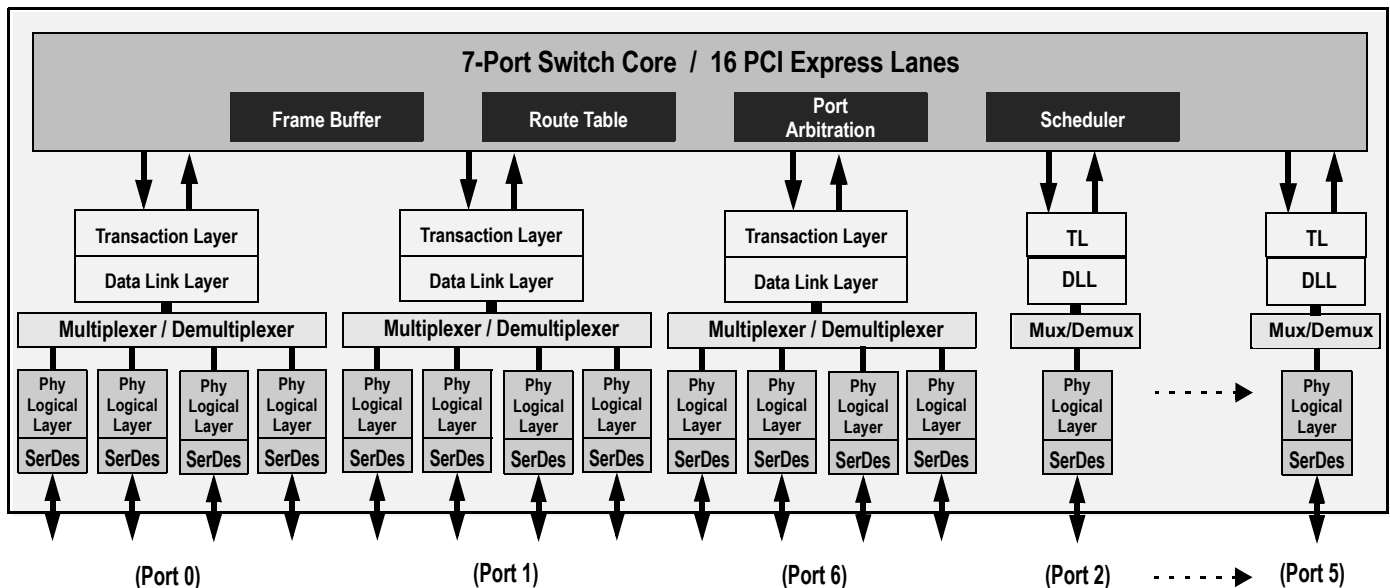 7-Port Switch Core / 16 PCI Express Lanes
Frame Buffer
Route Table
Port
Arbitration
Scheduler
Transaction Layer
Data Link Layer
Multiplexer / Demultiplexer
Phy
Logical
Layer
SerDes
Phy
Logical
Layer
SerDes
Phy
Logical
Layer
SerDes
Phy
Logical
Layer
SerDes
(Port 0)
Transaction Layer
Data Link Layer
Multiplexer / Demultiplexer
Phy
Logical
Layer
SerDes
Phy
Logical
Layer
SerDes
Phy
Logical
Layer
SerDes
Phy
Logical
Layer
SerDes
(Port 1)
Transaction Layer
Data Link Layer
Multiplexer / Demultiplexer
Phy
Logical
Layer
SerDes
Phy
Logical
Layer
SerDes
Phy
Logical
Layer
SerDes
Phy
Logical
Layer
SerDes
(Port 6)
TL
DLL
Mux/Demux
Phy
Logical
Layer
SerDes
(Port 2)
TL
DLL
Mux/Demux
Phy
Logical
Layer
SerDes
(Port 5)